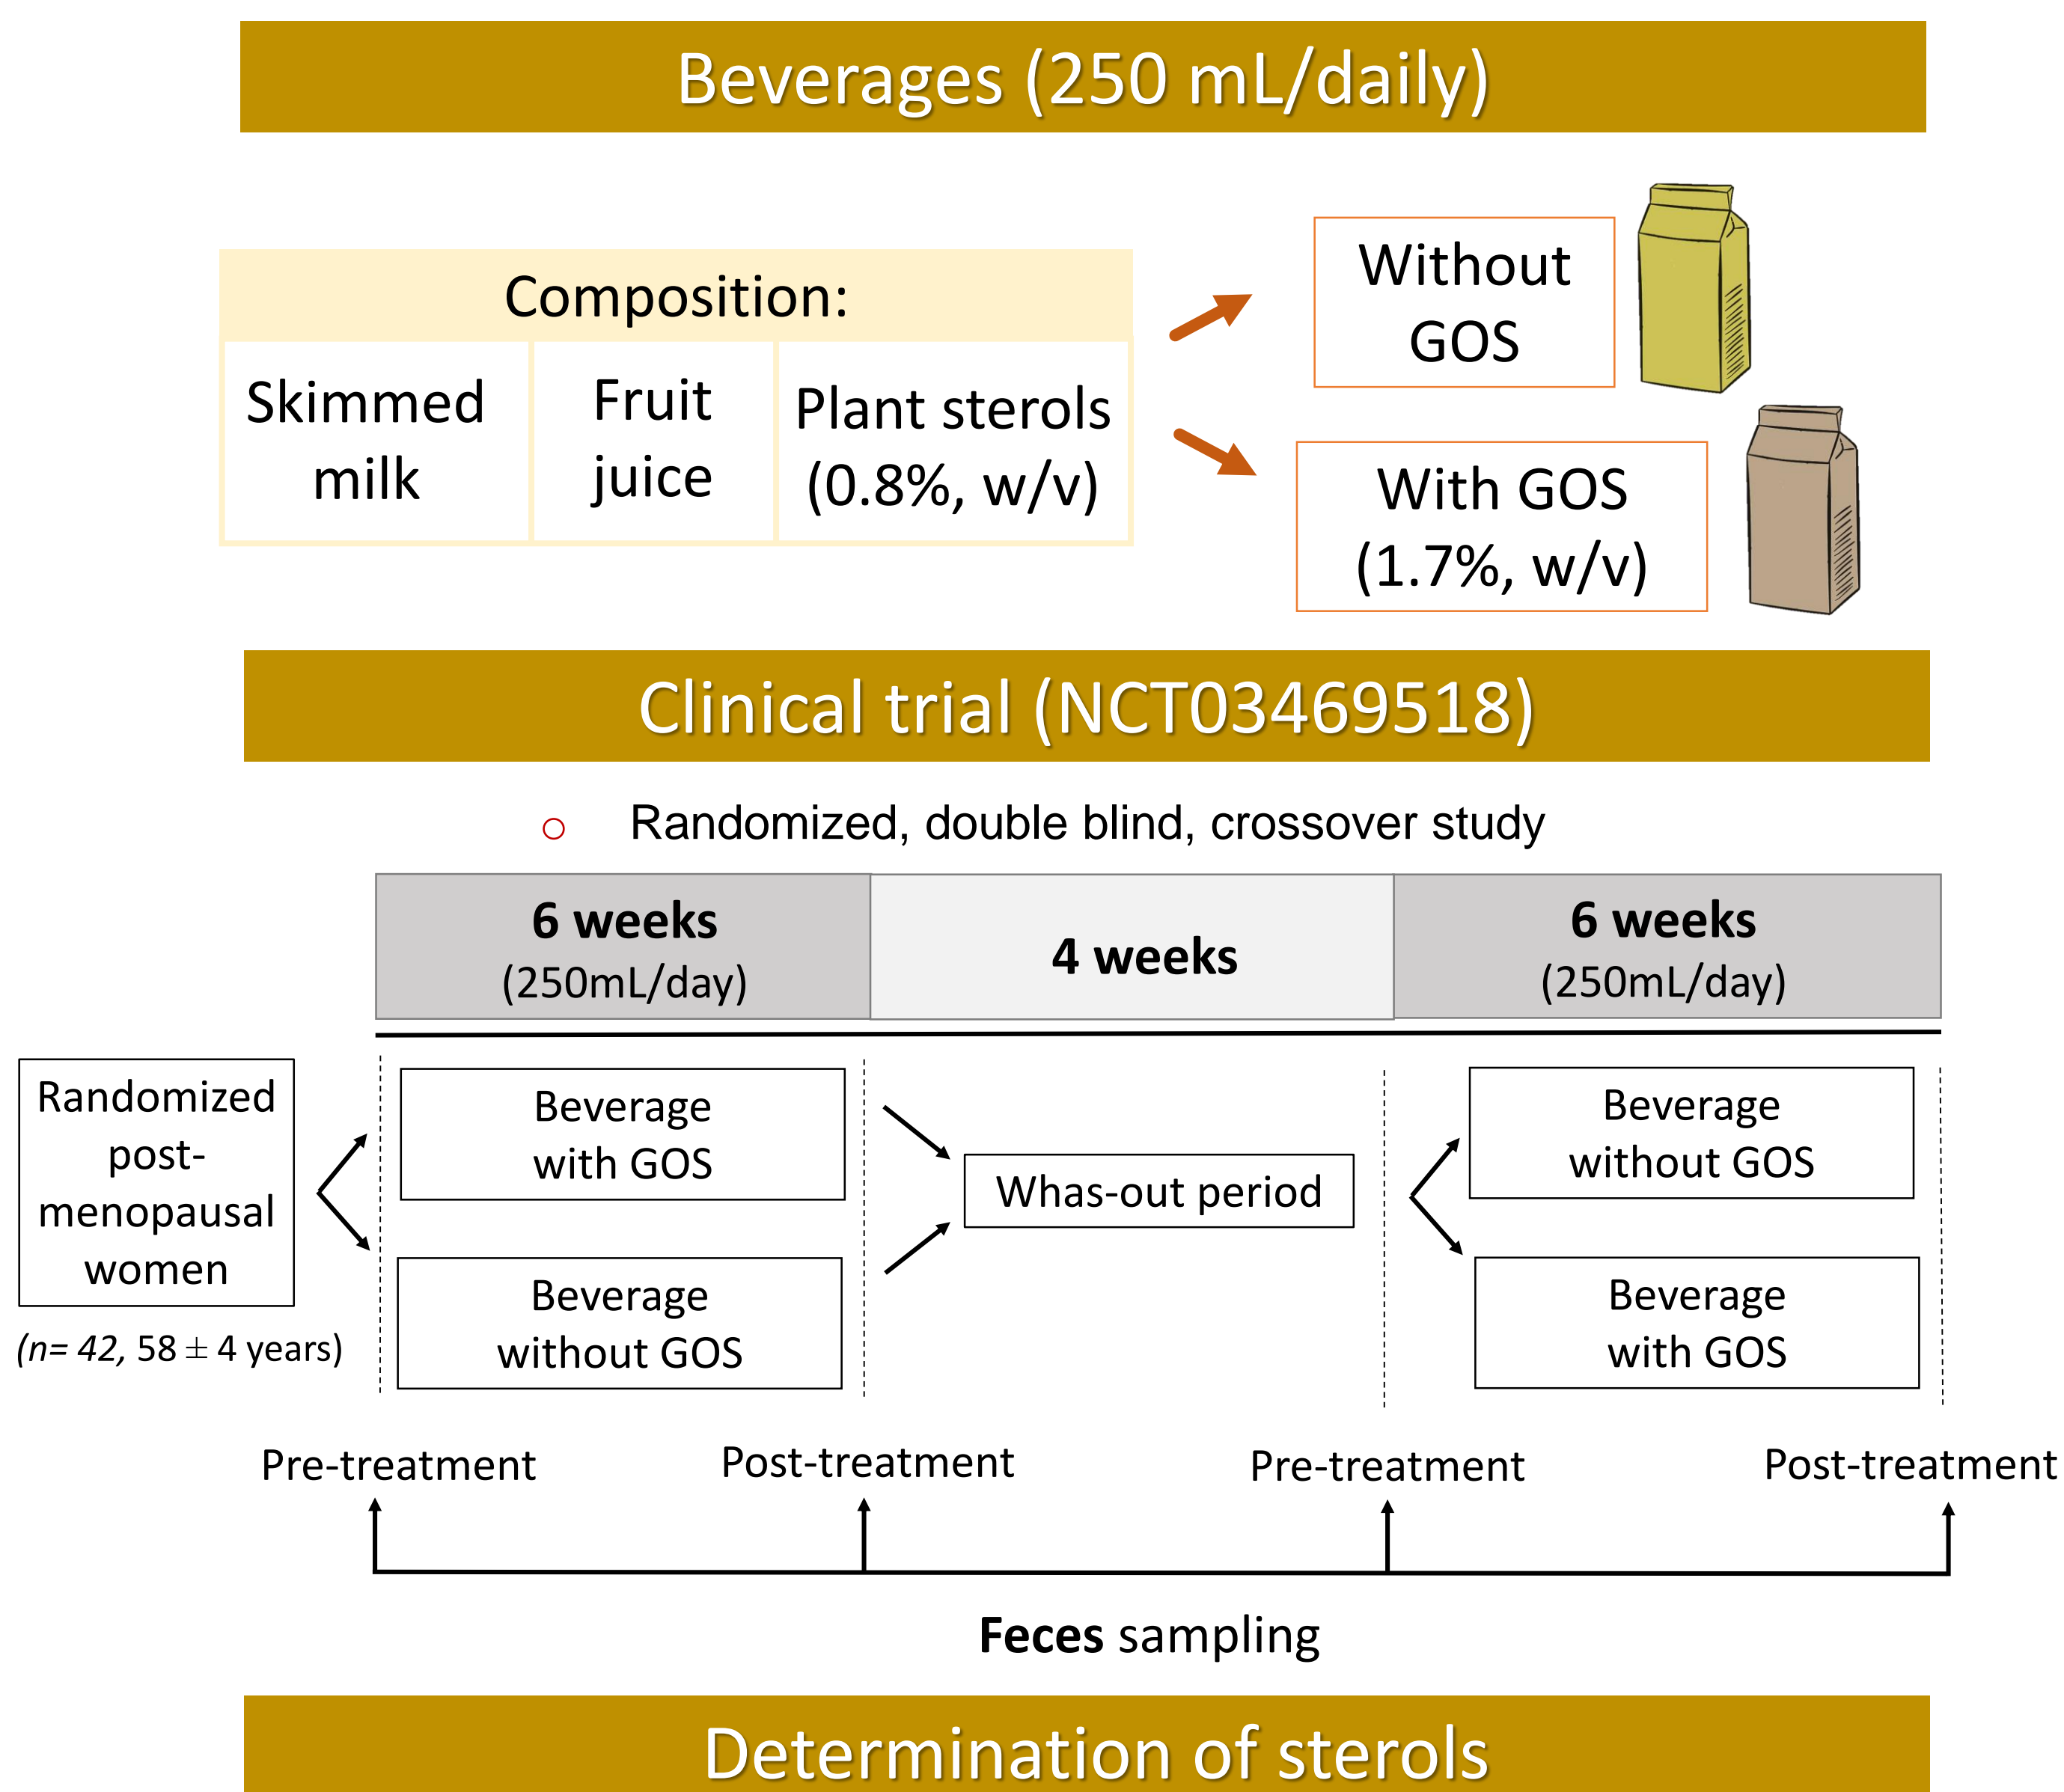 Beverages (250 mL/daily)
Composition:
Skimmed
milk
Fruit
juice
Plant sterols
(0.8%, w/v)
Without
GOS
With GOS
(1.7%, w/v)
Clinical trial (NCT03469518)
Randomized, double blind, crossover study
6 weeks
(250mL/day)
4 weeks
6 weeks
(250mL/day)
Randomized
post-
menopausal
women
(n= 42, 58 ± 4 years)
Beverage
with GOS
Beverage
without GOS
Whas-out period
Beverage
without GOS
Beverage
with GOS
Pre-treatment
Post-treatment
Pre-treatment
Post-treatment
Feces sampling
Determination of sterols